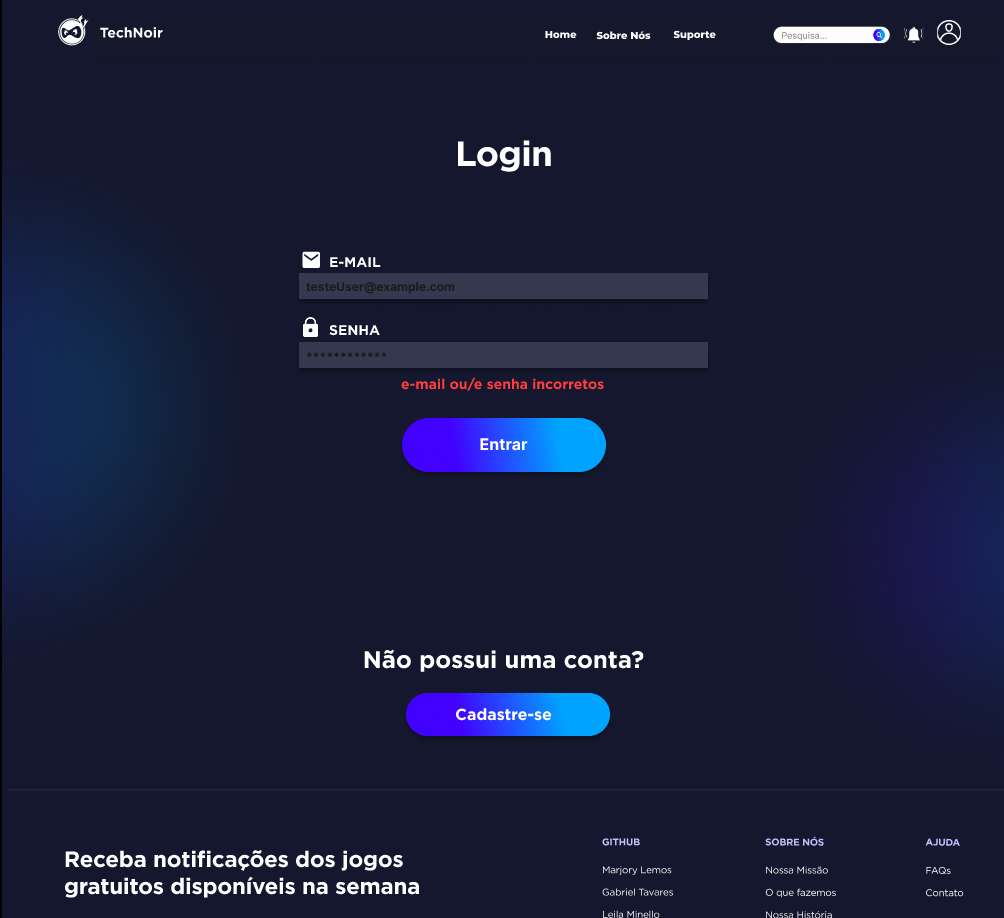 TechNoir
Home Sobre Nós Suporte Pesquisa...
Login
E-MAIL
testeUser@example.com
SENHA
************
e-mail ou/e senha incorretos
Entrar
Não possui uma conta?
Cadastre-se
Receba notificações dos jogos
gratuitos disponíveis na semana
GITHUB
Marjory Lemos
Gabriel Tavares
Leila Minello
SOBRE NÓS
Nossa Missão
O que fazemos
Nossa História
AJUDA
FAQs
Contato